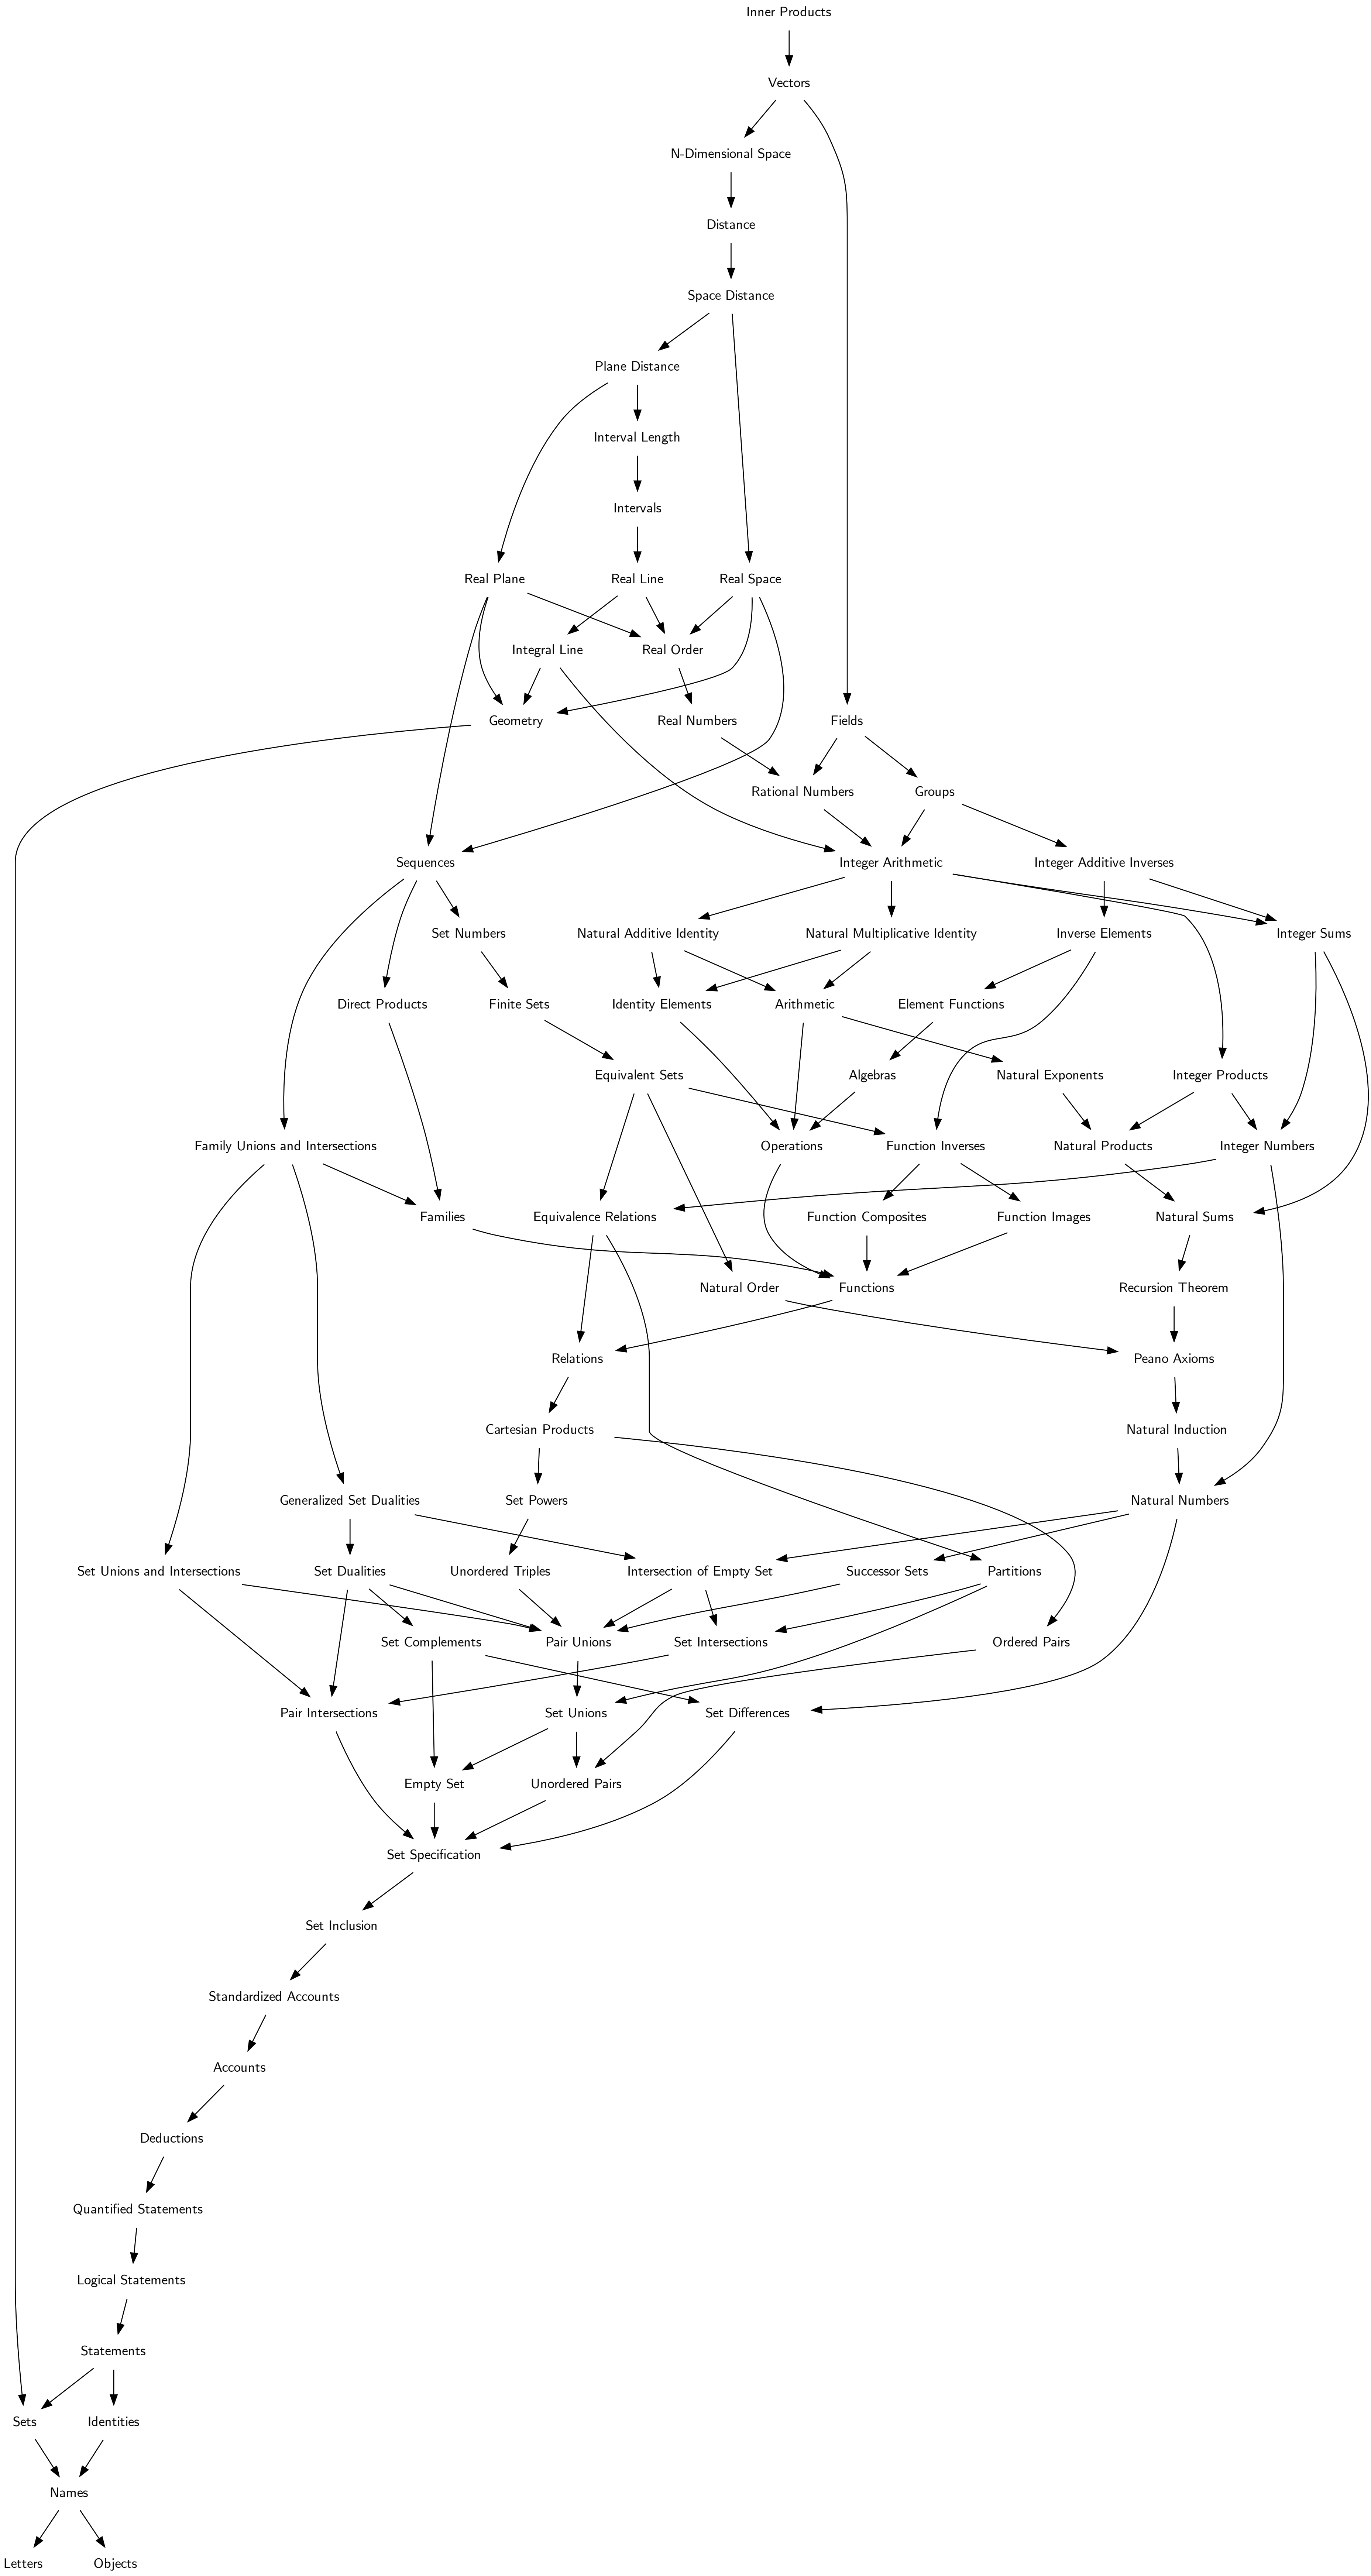 Inner Products
Vectors
N-Dimensional Space
Distance
Space Distance
Plane Distance
Interval Length
Intervals
Real Plane
Real Line
Real Space
Integral Line
Real Order
Geometry
Real Numbers
Fields
Rational Numbers
Groups
Sequences
Integer Arithmetic
Integer Additive Inverses
Set Numbers
Natural Additive Identity
Natural Multiplicative Identity
Inverse Elements
Integer Sums
Direct Products
Finite Sets
Identity Elements
Arithmetic
Element Functions
Equivalent Sets
Algebras
Natural Exponents
Integer Products
Family Unions and Intersections
Operations
Function Inverses
Natural Products
Integer Numbers
Families
Equivalence Relations
Function Composites
Function Images
Natural Sums
Natural Order
Functions
Recursion Theorem
Relations
Peano Axioms
Cartesian Products
Natural Induction
Generalized Set Dualities
Set Powers
Natural Numbers
Set Unions and Intersections
Set Dualities
Unordered Triples
Intersection of Empty Set
Successor Sets
Partitions
Set Complements
Pair Unions
Set Intersections
Ordered Pairs
Pair Intersections
Set Unions
Set Differences
Empty Set
Unordered Pairs
Set Specification
Set Inclusion
Standardized Accounts
Accounts
Deductions
Quantified Statements
Logical Statements
Statements
Sets
Identities
Names
Letters
Objects